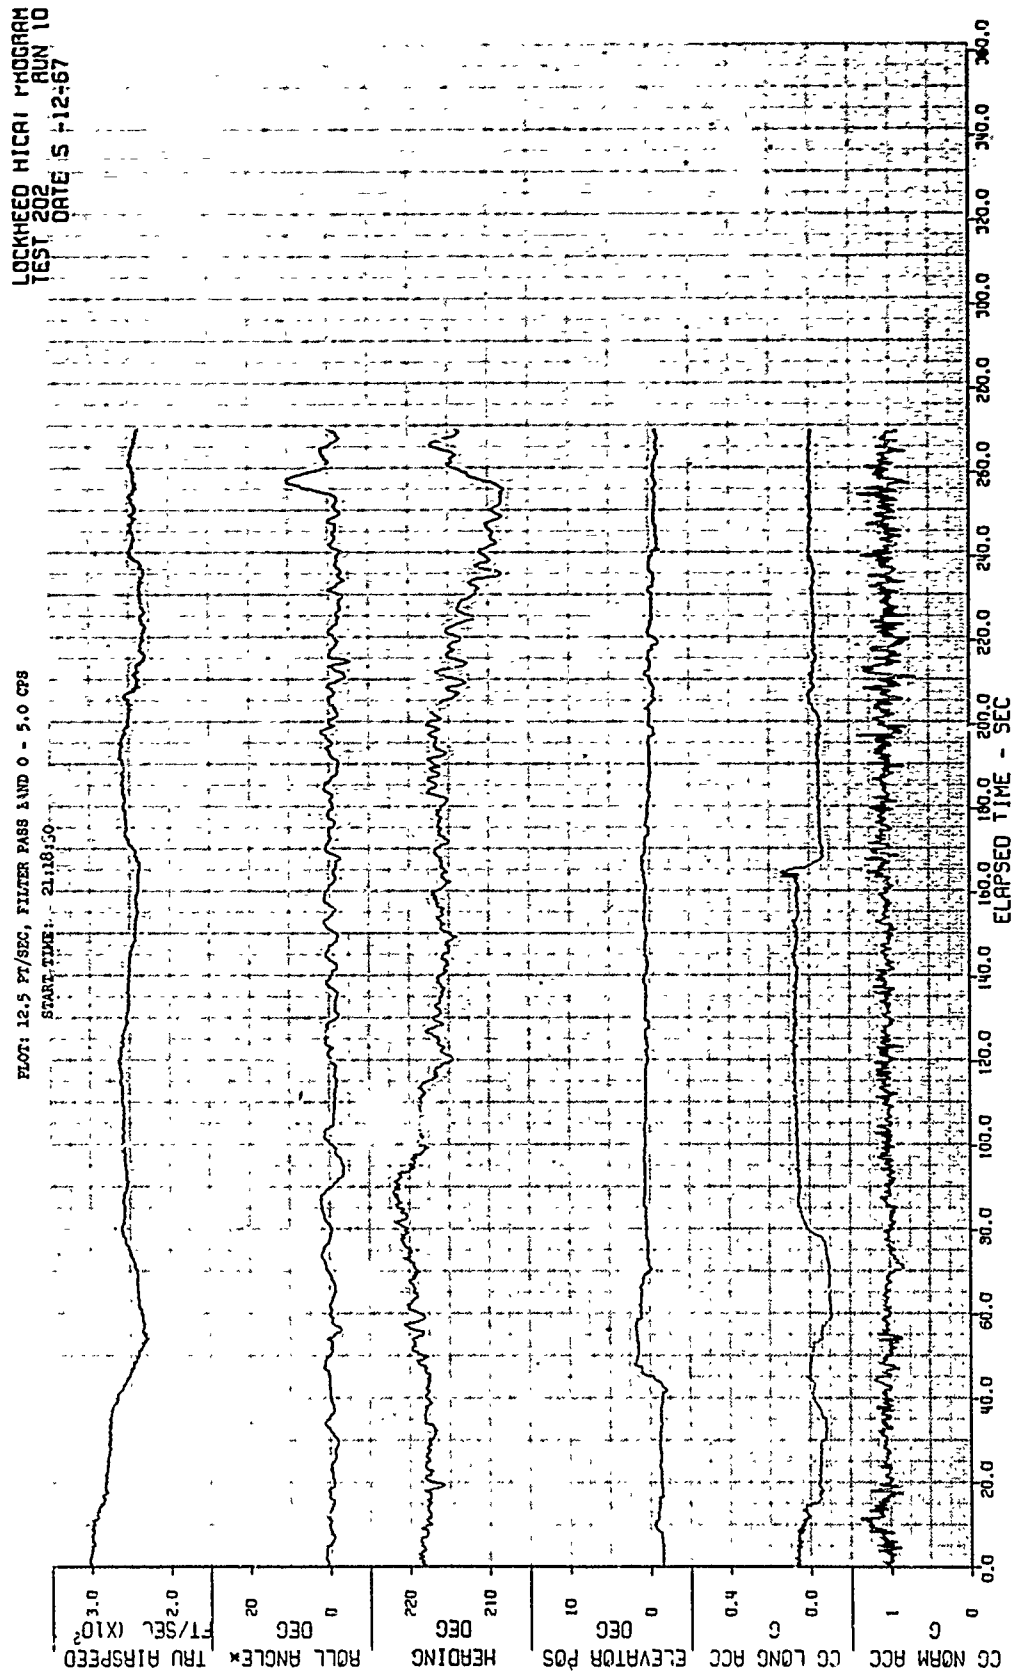 LOCKHEED HICAT PROGRAM
TEST 202 RUN 10
DATE 5-12-67
PLOT: 12.5 PT/SEC, FILTER PASS BAND 0 - 5.0 CPS
START TIME: 21:18:30
TRU AIRSPEED
FT/SEC (X10²
3.0
2.0
ROLL ANGLE*
DEG
20
0
HEADING
DEG
220
210
ELEVATOR POS
DEG
10
0
CG LONG ACC
G
0.4
0.0
CG NORM ACC
G
1
0
0.0 20.0 40.0 60.0 80.0 100.0 120.0 140.0 160.0 180.0 200.0 220.0 240.0 260.0 280.0 300.0 320.0 340.0 360.0
ELAPSED TIME - SEC